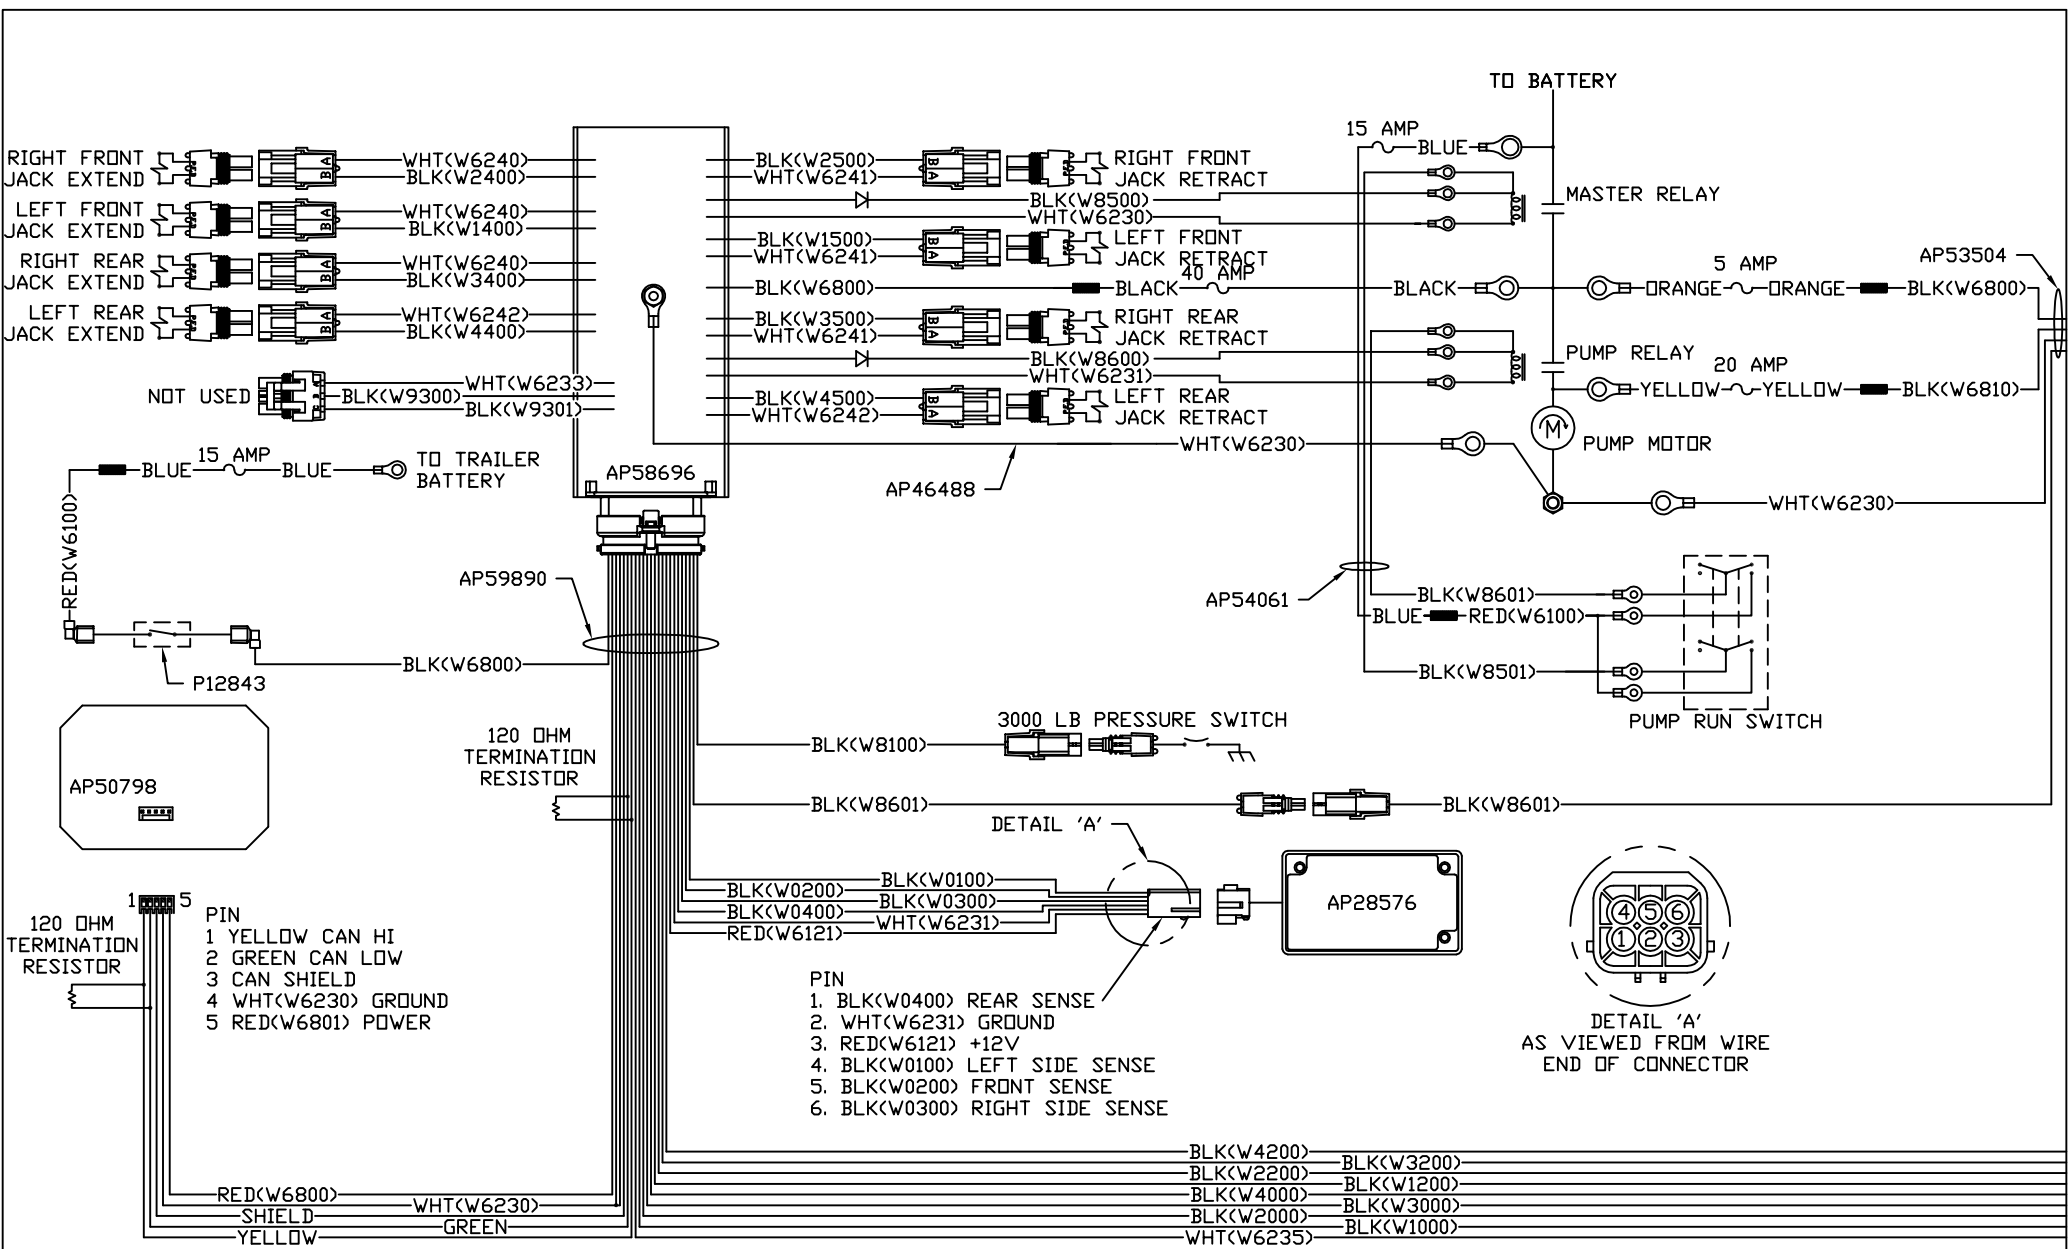 TO BATTERY
15 AMP
BLUE
MASTER RELAY
RIGHT FRONT
JACK EXTEND
A
B
WHT(W6240)
BLK(W2400)
LEFT FRONT
JACK EXTEND
A
B
WHT(W6240)
BLK(W1400)
RIGHT REAR
JACK EXTEND
A
B
WHT(W6240)
BLK(W3400)
LEFT REAR
JACK EXTEND
A
B
WHT(W6242)
BLK(W4400)
NOT USED
WHT(W6233)
BLK(W9300)
BLK(W9301)
BLK(W2500)
WHT(W6241)
B
A
RIGHT FRONT
JACK RETRACT
BLK(W8500)
WHT(W6230)
BLK(W1500)
WHT(W6241)
B
A
LEFT FRONT
JACK RETRACT
BLK(W6800)
BLACK
40 AMP
BLACK
BLK(W3500)
WHT(W6241)
B
A
RIGHT REAR
JACK RETRACT
BLK(W8600)
WHT(W6231)
BLK(W4500)
WHT(W6242)
B
A
LEFT REAR
JACK RETRACT
WHT(W6230)
AP46488
5 AMP
ORANGE
ORANGE
BLK(W6800)
AP53504
PUMP RELAY
20 AMP
YELLOW
YELLOW
BLK(W6810)
M
PUMP MOTOR
WHT(W6230)
AP58696
15 AMP
BLUE
BLUE
TO TRAILER
BATTERY
RED(W6100)
P12843
BLK(W6800)
AP59890
AP54061
BLK(W8601)
BLUE
RED(W6100)
BLK(W8501)
PUMP RUN SWITCH
3000 LB PRESSURE SWITCH
BLK(W8100)
120 OHM
TERMINATION
RESISTOR
BLK(W8601)
BLK(W8601)
AP50798
DETAIL 'A'
BLK(W0100)
BLK(W0200)
BLK(W0300)
BLK(W0400)
WHT(W6231)
RED(W6121)
AP28576
4 5 6
1 2 3
DETAIL 'A'
AS VIEWED FROM WIRE
END OF CONNECTOR
1
5
120 OHM
TERMINATION
RESISTOR
PIN
1 YELLOW CAN HI
2 GREEN CAN LOW
3 CAN SHIELD
4 WHT(W6230) GROUND
5 RED(W6801) POWER
PIN
1. BLK(W0400) REAR SENSE
2. WHT(W6231) GROUND
3. RED(W6121) +12V
4. BLK(W0100) LEFT SIDE SENSE
5. BLK(W0200) FRONT SENSE
6. BLK(W0300) RIGHT SIDE SENSE
RED(W6800)
WHT(W6230)
SHIELD
GREEN
YELLOW
BLK(W4200)
BLK(W3200)
BLK(W2200)
BLK(W1200)
BLK(W4000)
BLK(W3000)
BLK(W2000)
BLK(W1000)
WHT(W6235)